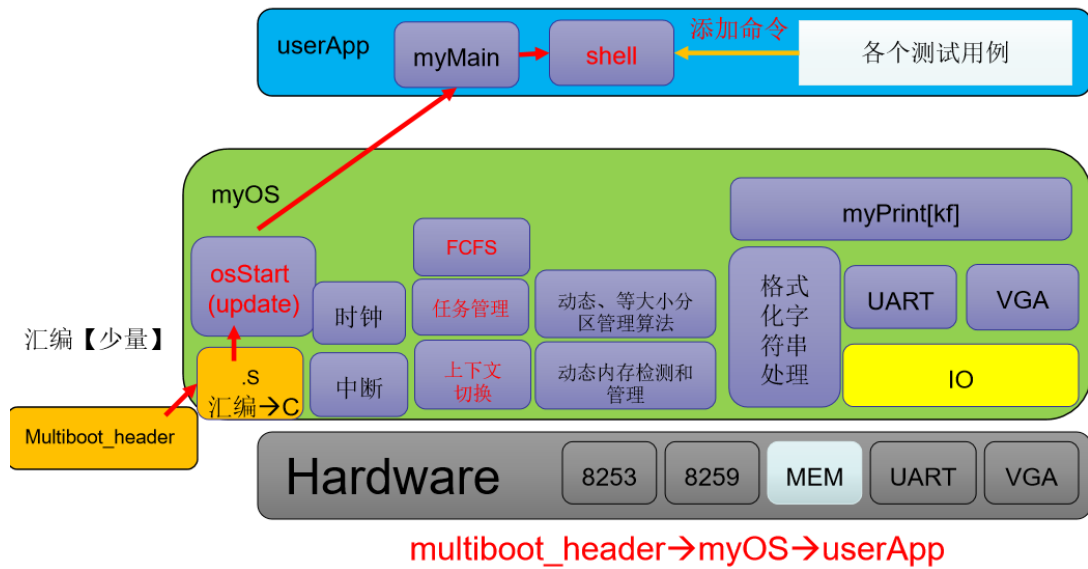 userApp
myMain
shell
添加命令
各个测试用例
myOS
osStart
(update)
时钟
FCFS
任务管理
动态、等大小分
区管理算法
myPrint[kf]
格式
化字
符串
处理
UART
VGA
汇编【少量】
.S
汇编→C
中断
上下文
切换
动态内存检测和
管理
IO
Multiboot_header
Hardware
8253
8259
MEM
UART
VGA
multiboot_header→myOS→userApp